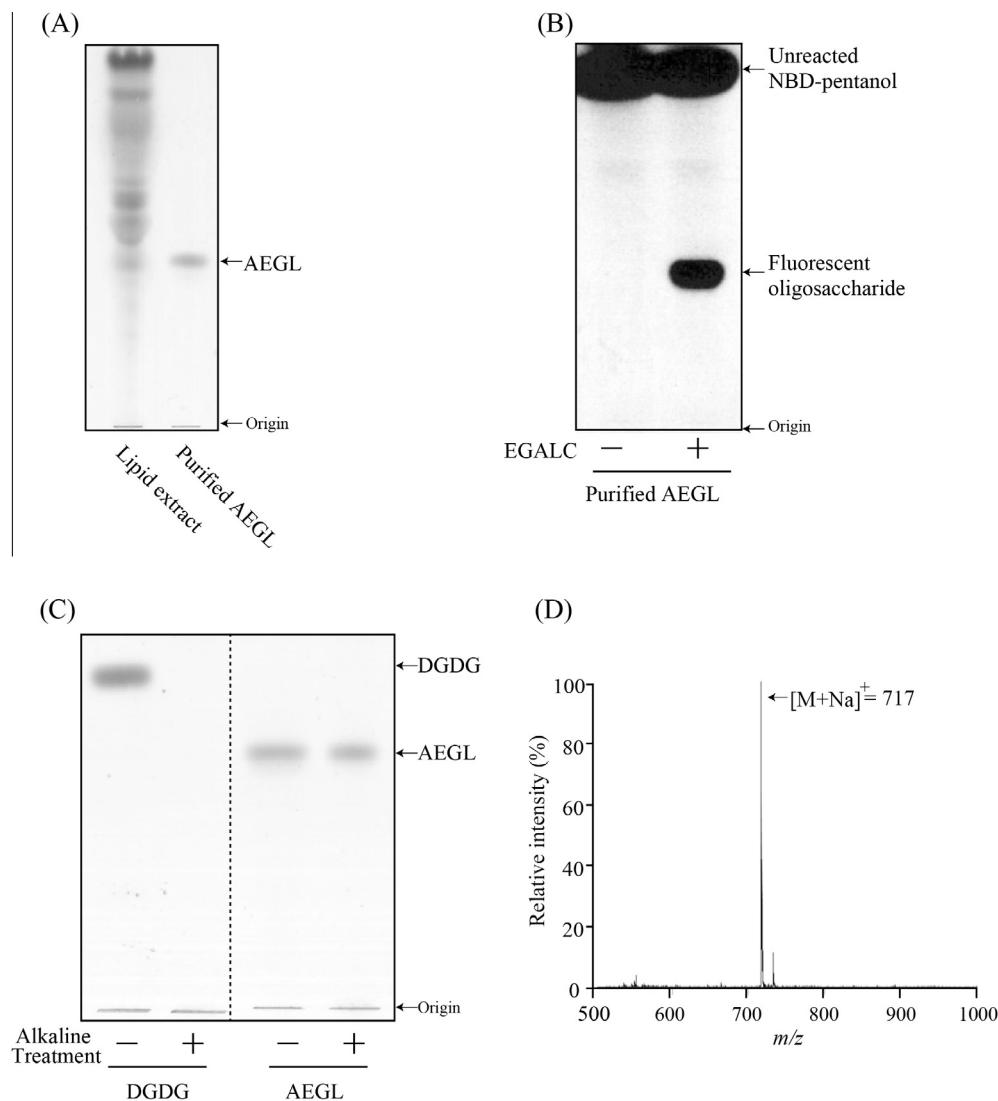 (A)
AEGL
Origin
Lipid extract
Purified AEGL
(B)
Unreacted
NBD-pentanol
Fluorescent
oligosaccharide
Origin
EGALC − +
Purified AEGL
(C)
DGDG
AEGL
Origin
Alkaline
Treatment
− + − +
DGDG AEGL
(D)
[M+Na]+= 717
Relative intensity (%)
100
80
60
40
20
0
500 600 700 800 900 1000
m/z